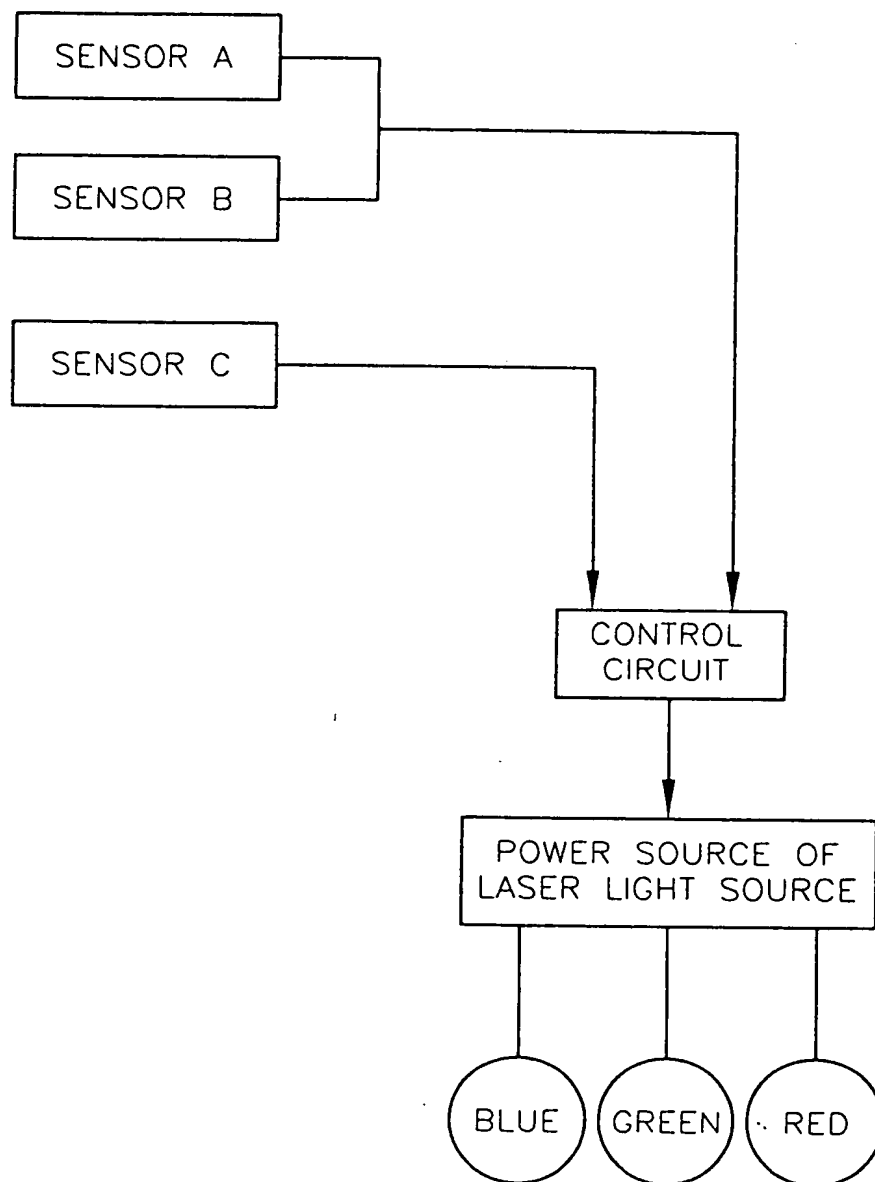 SENSOR A
SENSOR B
SENSOR C
CONTROL
CIRCUIT
POWER SOURCE OF
LASER LIGHT SOURCE
BLUE
GREEN
RED